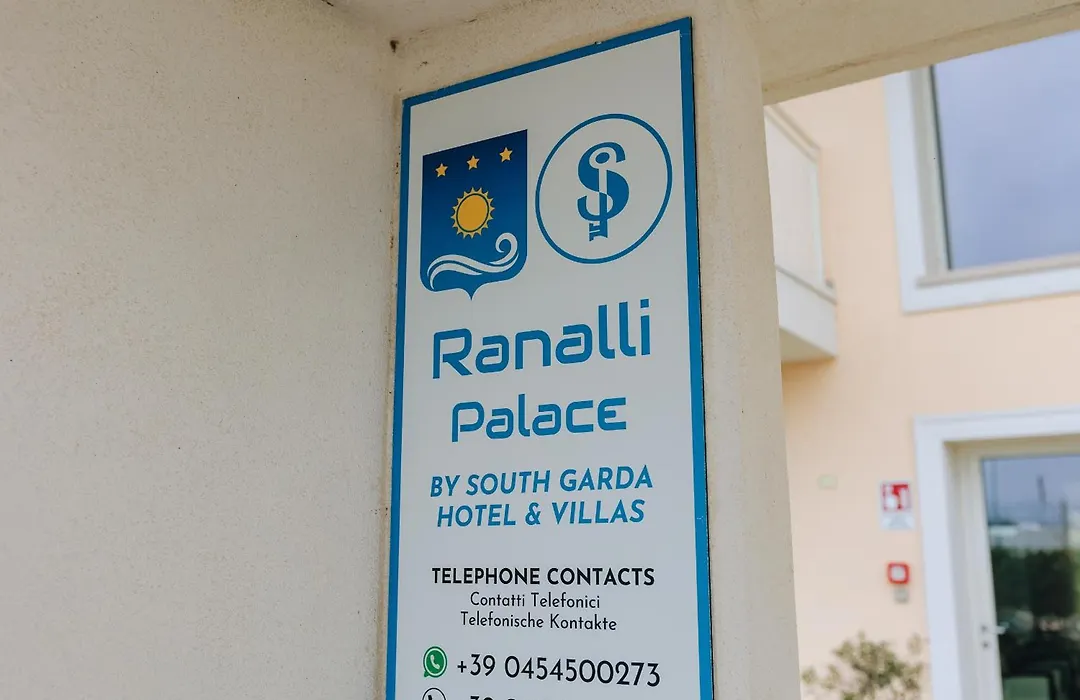 Ranalli
Palace
BY SOUTH GARDA
HOTEL & VILLAS
TELEPHONE CONTACTS
Contatti Telefonici
Telefonische Kontakte
+39 0454500273